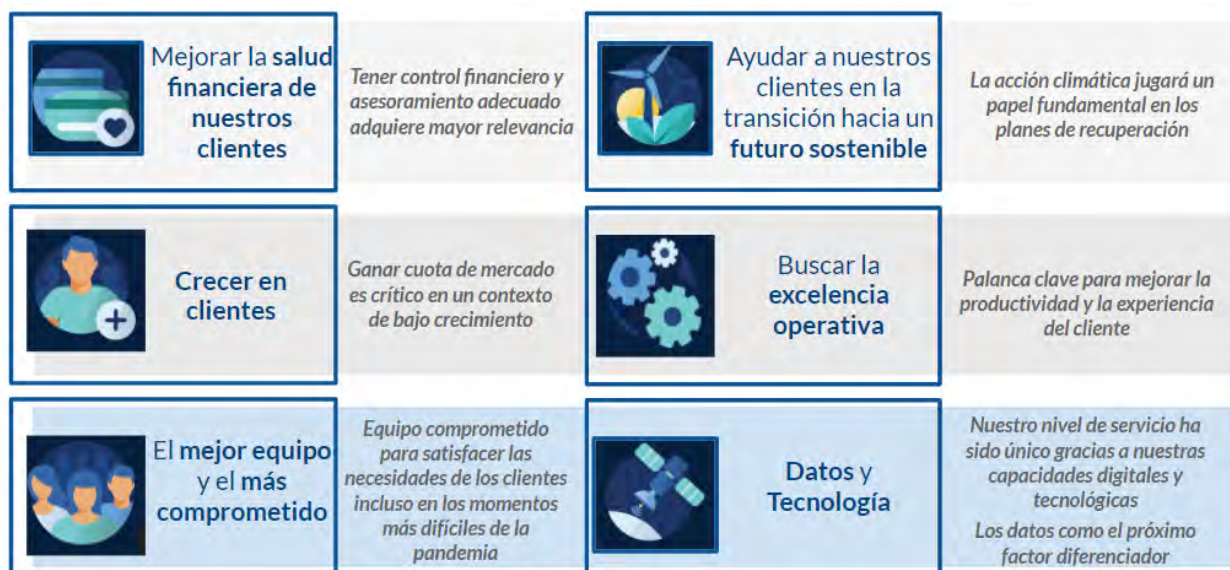 Mejorar la salud
financiera de
nuestros
clientes
Tener control financiero y
asesoramiento adecuado
adquiere mayor relevancia
Ayudar a nuestros
clientes en la
transición hacia un
futuro sostenible
La acción climática jugará un
papel fundamental en los
planes de recuperación
Crecer en
clientes
Ganar cuota de mercado
es crítico en un contexto
de bajo crecimiento
Buscar la
excelencia
operativa
Palanca clave para mejorar la
productividad y la experiencia
del cliente
El mejor equipo
y el más
comprometido
Equipo comprometido
para satisfacer las
necesidades de los clientes
incluso en los momentos
más difíciles de la
pandemia
Datos y
Tecnología
Nuestro nivel de servicio ha
sido único gracias a nuestras
capacidades digitales y
tecnológicas
Los datos como el próximo
factor diferenciador